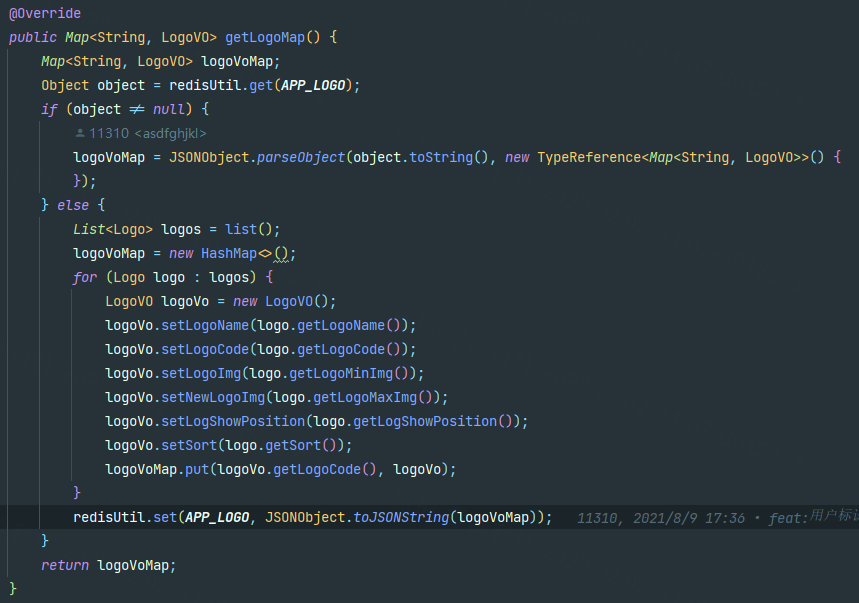 @Override
public Map<String, LogoVO> getLogoMap() {
Map<String, LogoVO> logoVoMap;
Object object = redisUtil.get(APP_LOGO);
if (object ≠ null) {
11310 <asdfghjkl>
logoVoMap = JSONObject.parseObject(object.toString(), new TypeReference<Map<String, LogoVO>>() {
});
} else {
List<Logo> logos = list();
logoVoMap = new HashMap<>();
for (Logo logo : logos) {
LogoVO logoVo = new LogoVO();
logoVo.setLogoName(logo.getLogoName());
logoVo.setLogoCode(logo.getLogoCode());
logoVo.setLogoImg(logo.getLogoMinImg());
logoVo.setNewLogoImg(logo.getLogoMaxImg());
logoVo.setLogShowPosition(logo.getLogShowPosition());
logoVo.setSort(logo.getSort());
logoVoMap.put(logoVo.getLogoCode(), logoVo);
}
redisUtil.set(APP_LOGO, JSONObject.toJSONString(logoVoMap)); 11310, 2021/8/9 17:36 · feat:用户标
}
return logoVoMap;
}